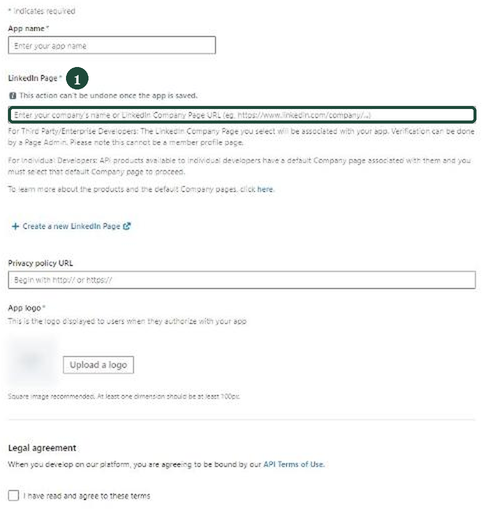 * indicates required
App name *
Enter your app name
LinkedIn Page *
1
This action can't be undone once the app is saved.
Enter your company's name or LinkedIn Company Page URL (eg, https://www.linkedin.com/company/...)
For Third Party/Enterprise Developers: The LinkedIn Company Page you select will be associated with your app. Verification can be done
by a Page Admin. Please note this cannot be a member profile page.
For Individual Developers: API products available to individual developers have a default Company page associated with them and you
must select that default Company page to proceed.
To learn more about the products and the default Company pages, click here.
+ Create a new LinkedIn Page
Privacy policy URL
Begin with http:// or https://
App logo *
This is the logo displayed to users when they authorize with your app
Upload a logo
Square image recommended. At least one dimension should be at least 100px.
Legal agreement
When you develop on our platform, you are agreeing to be bound by our API Terms of Use.
I have read and agree to these terms